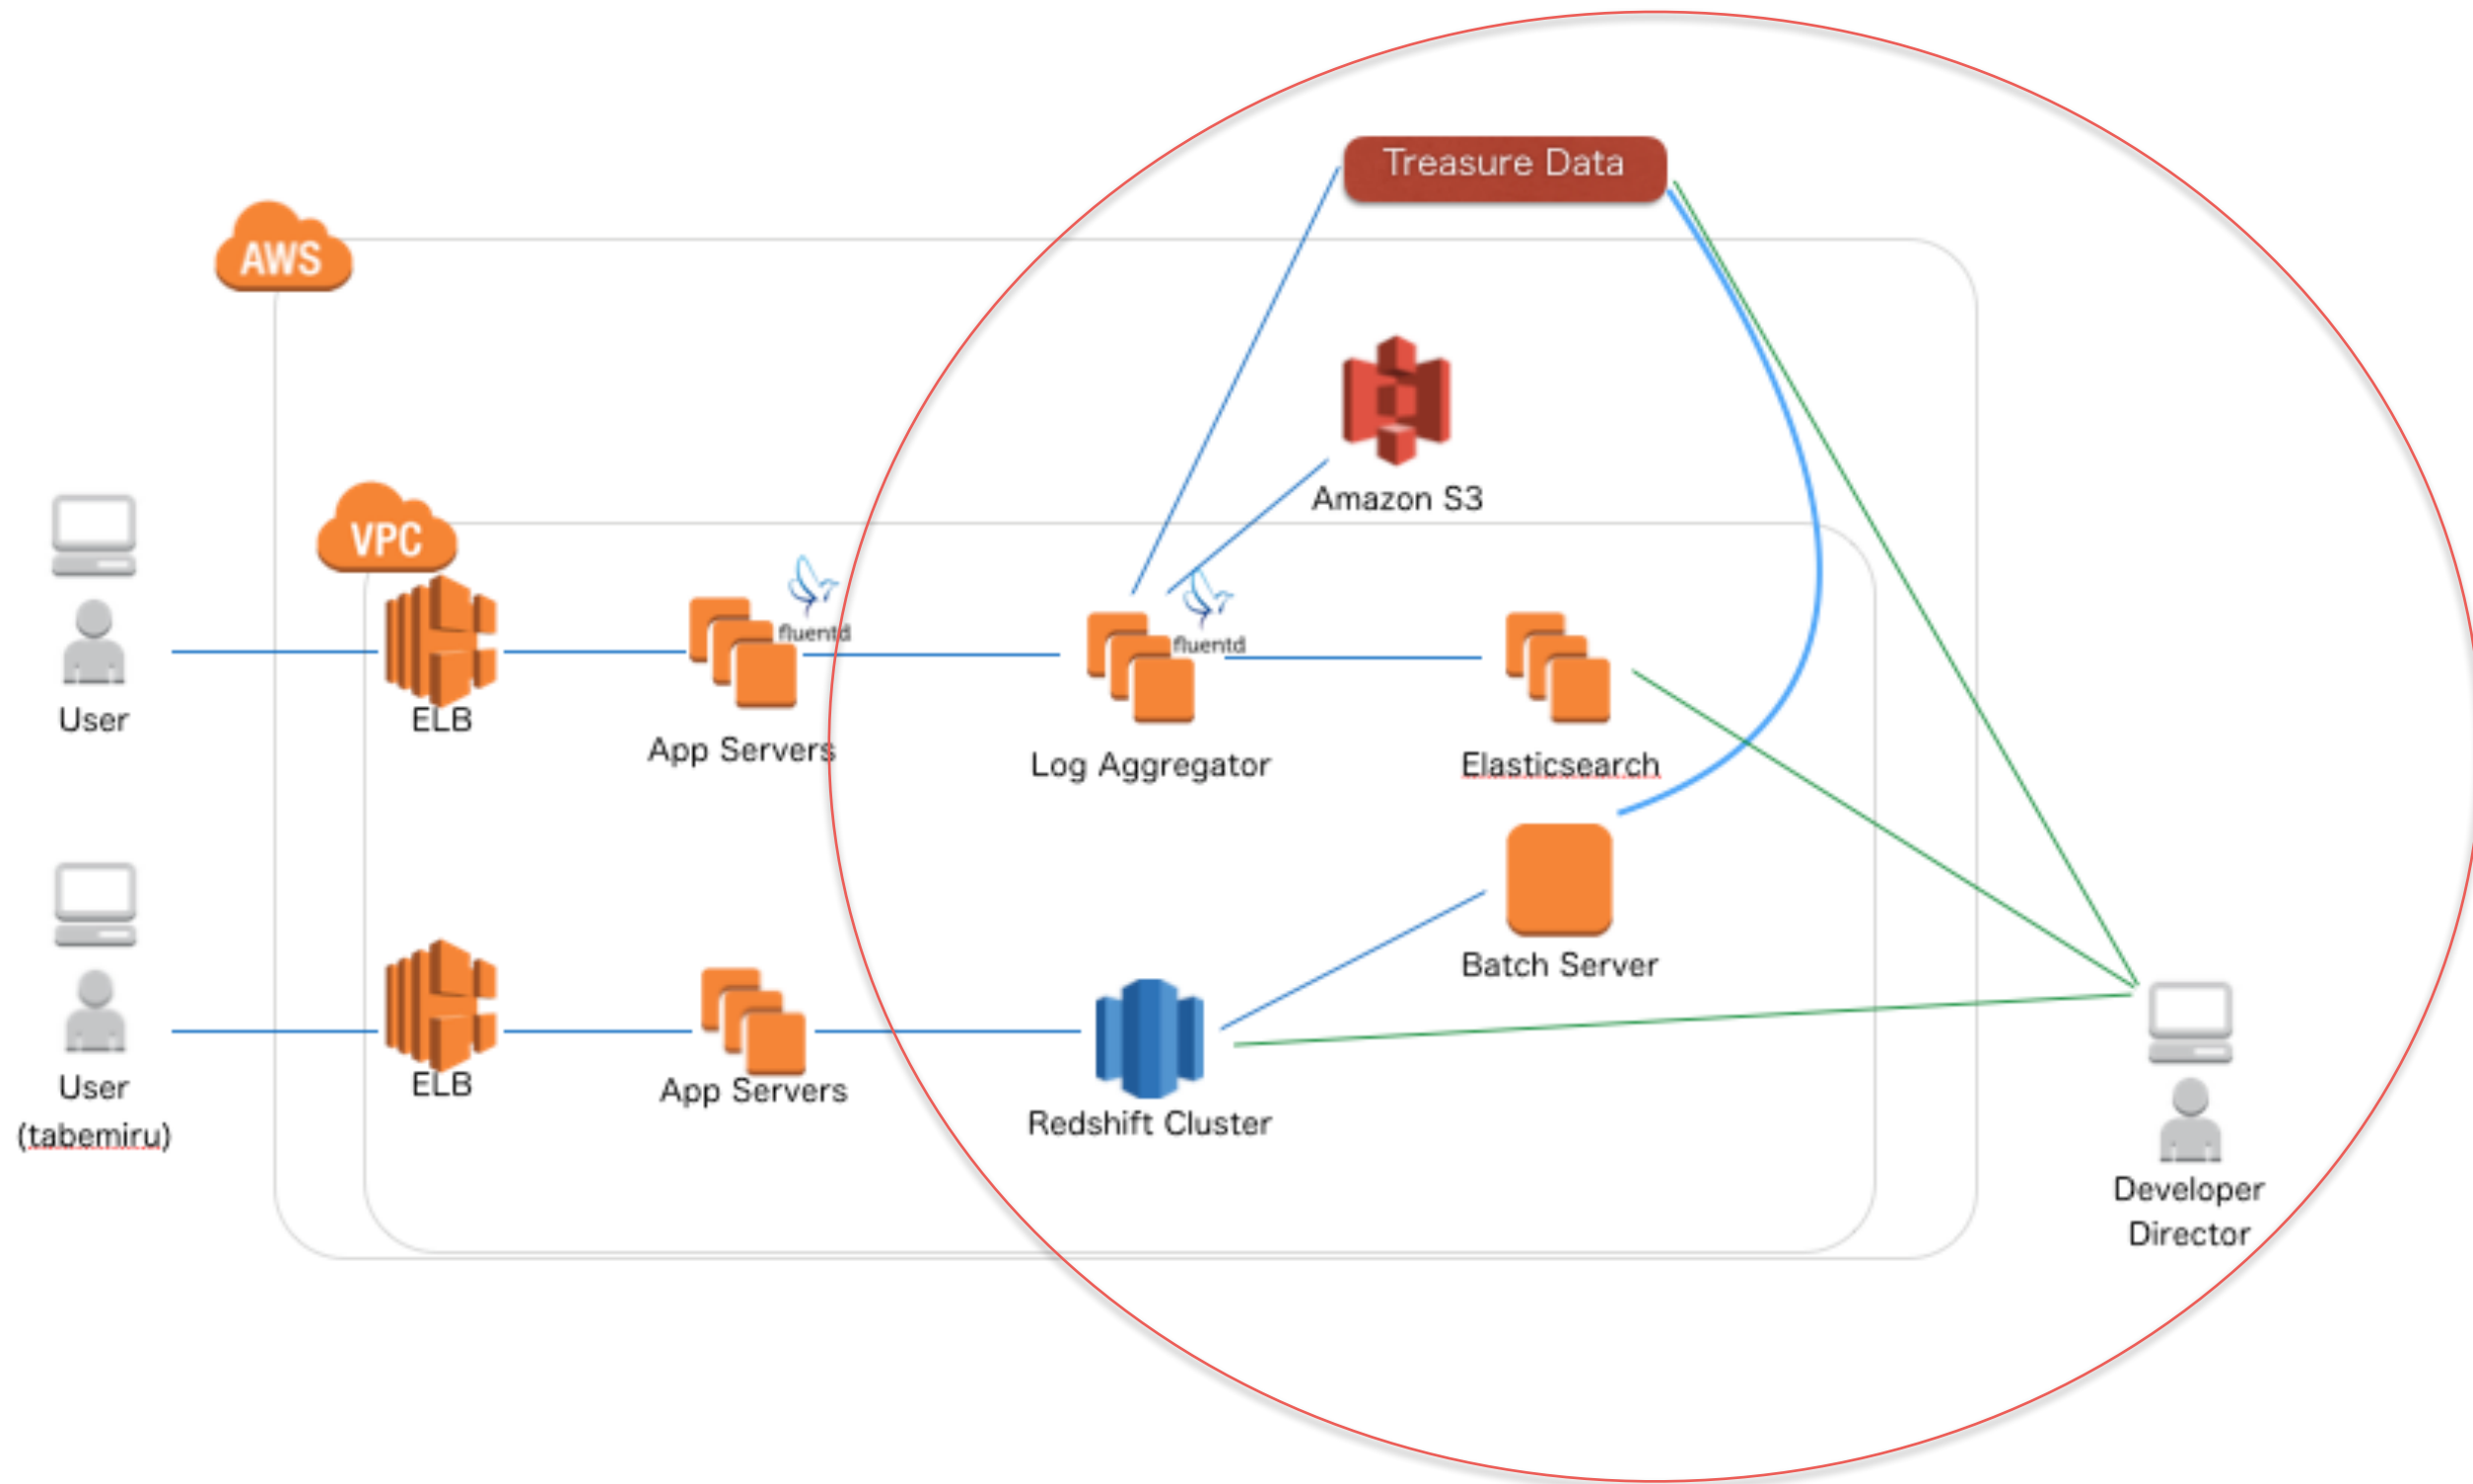 Treasure Data
AWS
Amazon S3
VPC
fluentd
fluentd
User
ELB
App Servers
Log Aggregator
Elasticsearch
Batch Server
User
(tabemiru)
ELB
App Servers
Redshift Cluster
Developer
Director